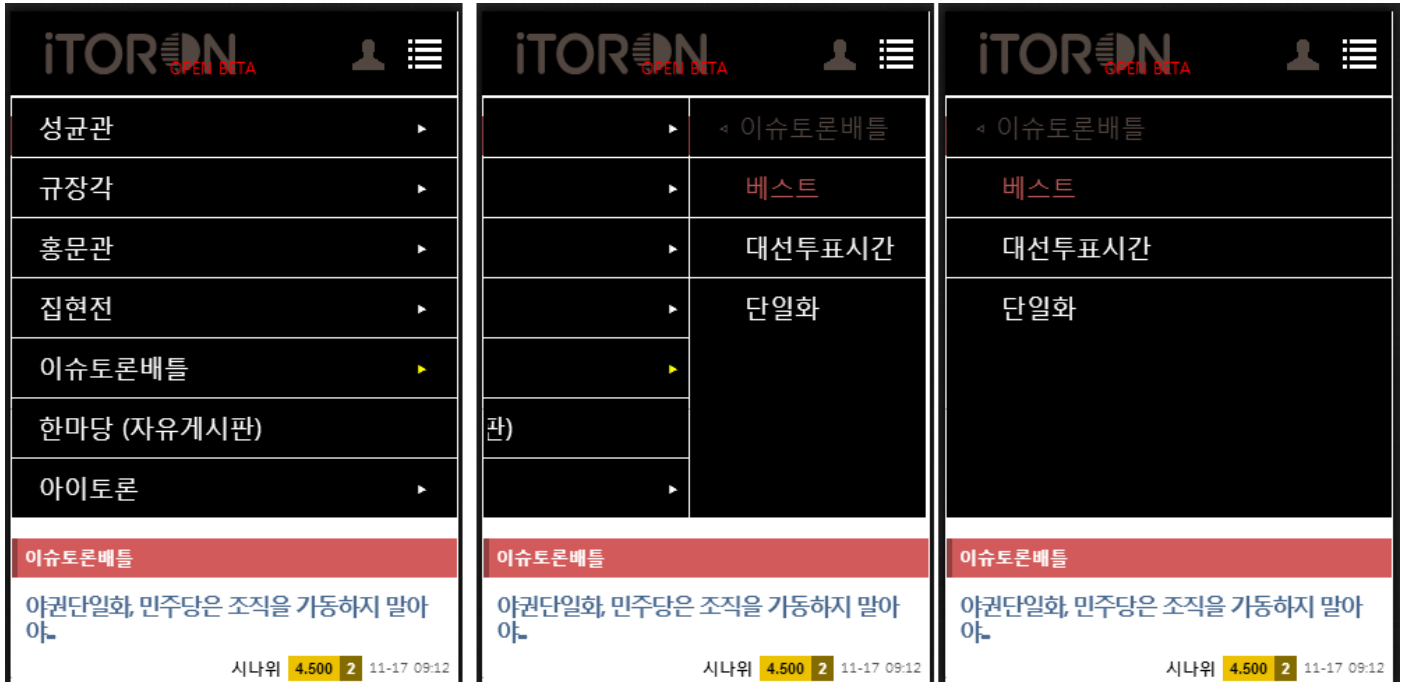 iTORON
OPEN BETA
성균관
규장각
홍문관
집현전
이슈토론배틀
한마당 (자유게시판)
아이토론
이슈토론배틀
야권단일화, 민주당은 조직을 가동하지 말아
야...
시나위 4.500 2 11-17 09:12
iTORON
OPEN BETA
이슈토론배틀
베스트
대선투표시간
단일화
판)
이슈토론배틀
야권단일화, 민주당은 조직을 가동하지 말아
야...
시나위 4.500 2 11-17 09:12
iTORON
OPEN BETA
이슈토론배틀
베스트
대선투표시간
단일화
이슈토론배틀
야권단일화, 민주당은 조직을 가동하지 말아
야...
시나위 4.500 2 11-17 09:12